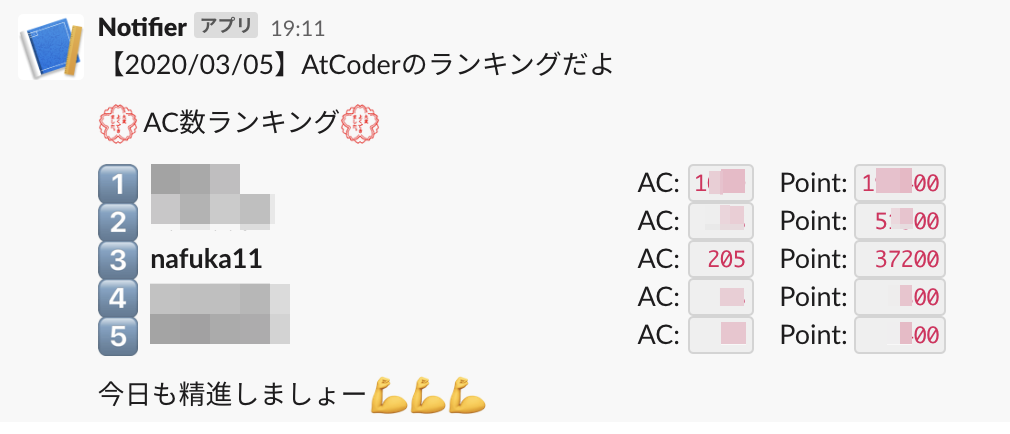 Notifier アプリ 19:11
【2020/03/05】AtCoderのランキングだよ
💮AC数ランキング💮
1 AC: Point:
2 AC: Point:
3 nafuka11 AC: 205 Point: 37200
4 AC: Point:
5 AC: Point:
今日も精進しましょー💪💪💪